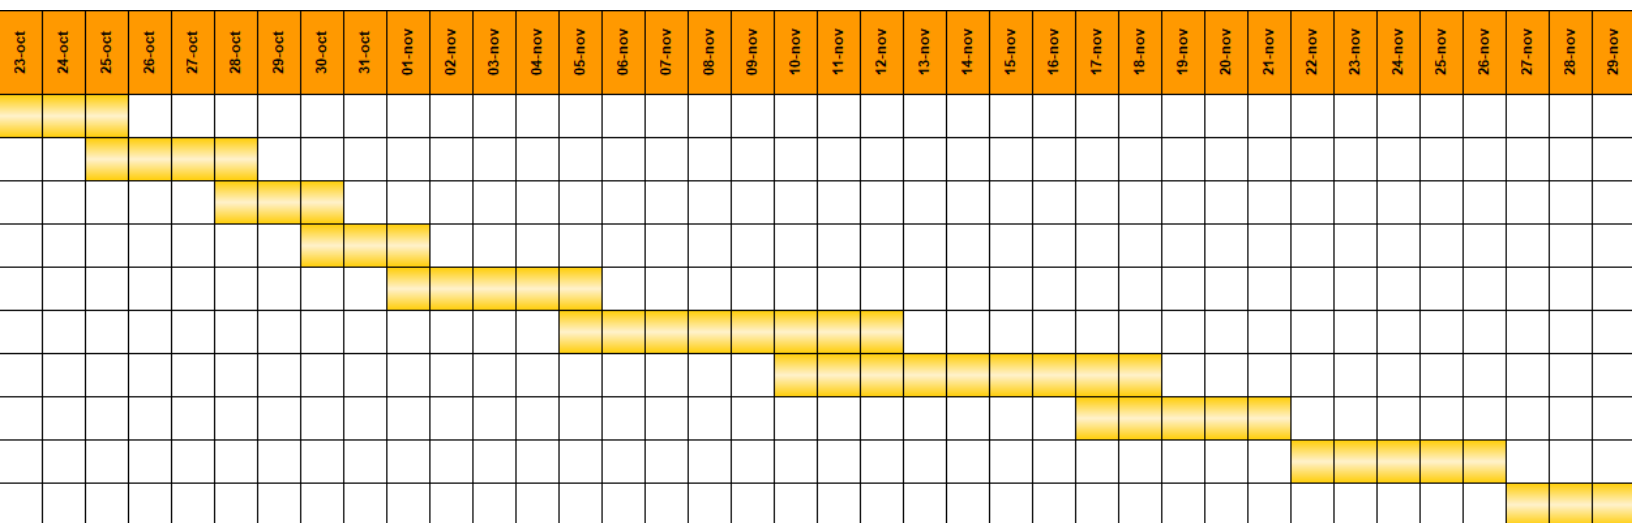 23-oct
24-oct
25-oct
26-oct
27-oct
28-oct
29-oct
30-oct
31-oct
01-nov
02-nov
03-nov
04-nov
05-nov
06-nov
07-nov
08-nov
09-nov
10-nov
11-nov
12-nov
13-nov
14-nov
15-nov
16-nov
17-nov
18-nov
19-nov
20-nov
21-nov
22-nov
23-nov
24-nov
25-nov
26-nov
27-nov
28-nov
29-nov